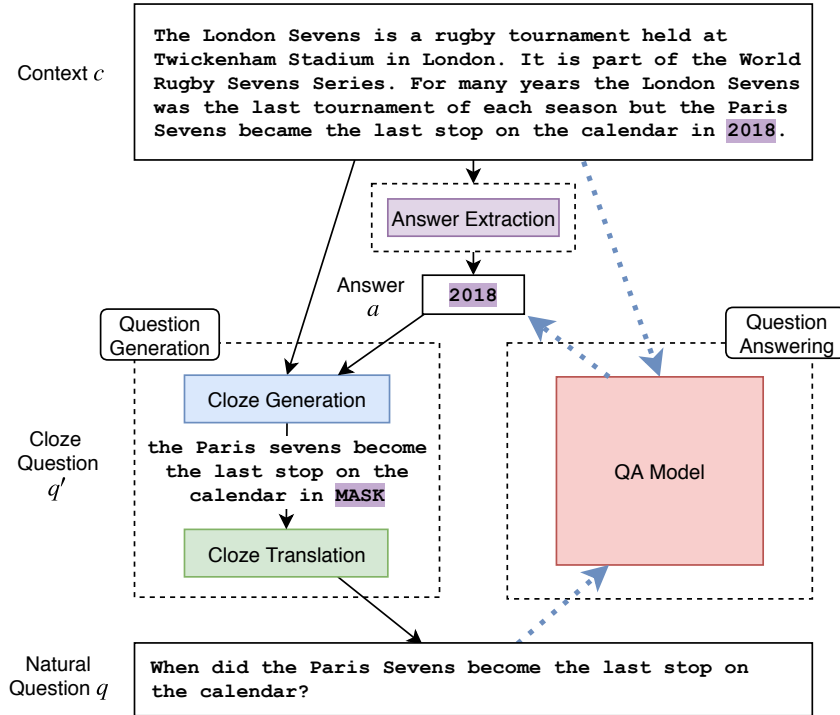 The London Sevens is a rugby tournament held at
Twickenham Stadium in London. It is part of the World
Rugby Sevens Series. For many years the London Sevens
was the last tournament of each season but the Paris
Sevens became the last stop on the calendar in 2018.
Context c
Answer Extraction
Answer
a
2018
Question
Generation
Question
Answering
Cloze Generation
Cloze
Question
q′
the Paris sevens become
the last stop on the
calendar in MASK
QA Model
Cloze Translation
Natural
Question q
When did the Paris Sevens become the last stop on
the calendar?